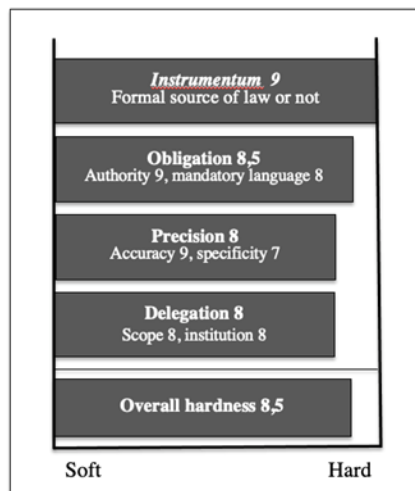 Instrumentum 9
Formal source of law or not
Obligation 8,5
Authority 9, mandatory language 8
Precision 8
Accuracy 9, specificity 7
Delegation 8
Scope 8, institution 8
Overall hardness 8,5
Soft Hard